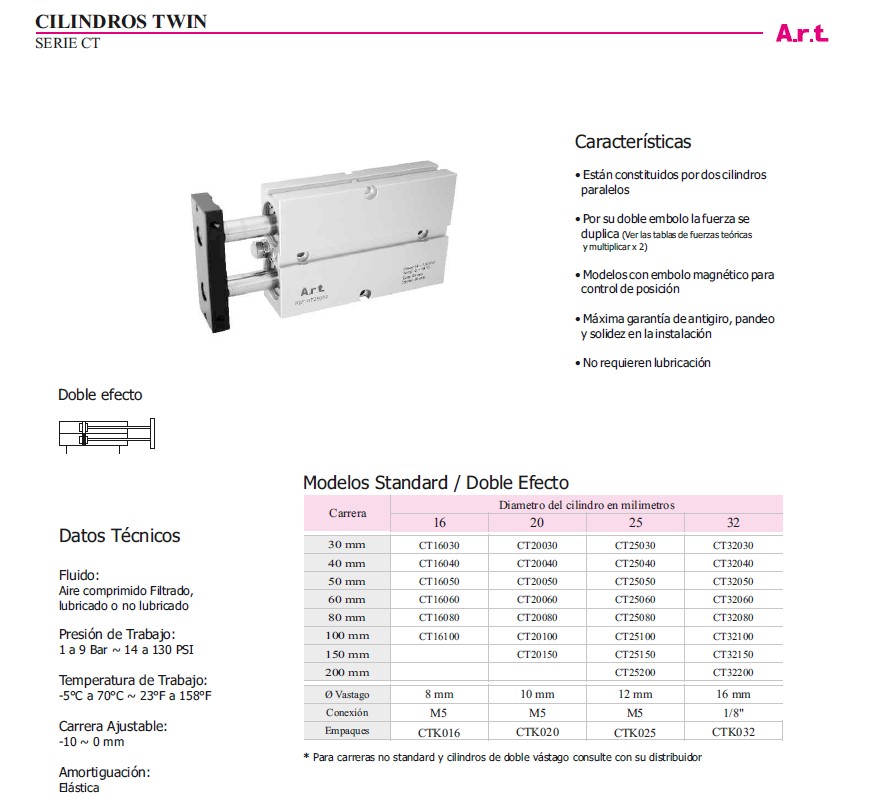 CILINDROS TWIN
SERIE CT
A.r.t.
Características
• Están constituidos por dos cilindros
paralelos
• Por su doble embolo la fuerza se
duplica (Ver las tablas de fuerzas teóricas
y multiplicar x 2)
• Modelos con embolo magnético para
control de posición
• Máxima garantía de antigiro, pandeo
y solidez en la instalación
• No requieren lubricación
A.r.t.
Doble efecto
Modelos Standard / Doble Efecto
Carrera Diametro del cilindro en milimetros
16 20 25 32
30 mm CT16030 CT20030 CT25030 CT32030
40 mm CT16040 CT20040 CT25040 CT32040
50 mm CT16050 CT20050 CT25050 CT32050
60 mm CT16060 CT20060 CT25060 CT32060
80 mm CT16080 CT20080 CT25080 CT32080
100 mm CT16100 CT20100 CT25100 CT32100
150 mm CT20150 CT25150 CT32150
200 mm CT25200 CT32200
Ø Vastago 8 mm 10 mm 12 mm 16 mm
Conexión M5 M5 M5 1/8"
Empaques CTK016 CTK020 CTK025 CTK032
* Para carreras no standard y cilindros de doble vástago consulte con su distribuidor
Datos Técnicos
Fluido:
Aire comprimido Filtrado,
lubricado o no lubricado
Presión de Trabajo:
1 a 9 Bar ~ 14 a 130 PSI
Temperatura de Trabajo:
-5ºC a 70ºC ~ 23ºF a 158ºF
Carrera Ajustable:
-10 ~ 0 mm
Amortiguación:
Elástica